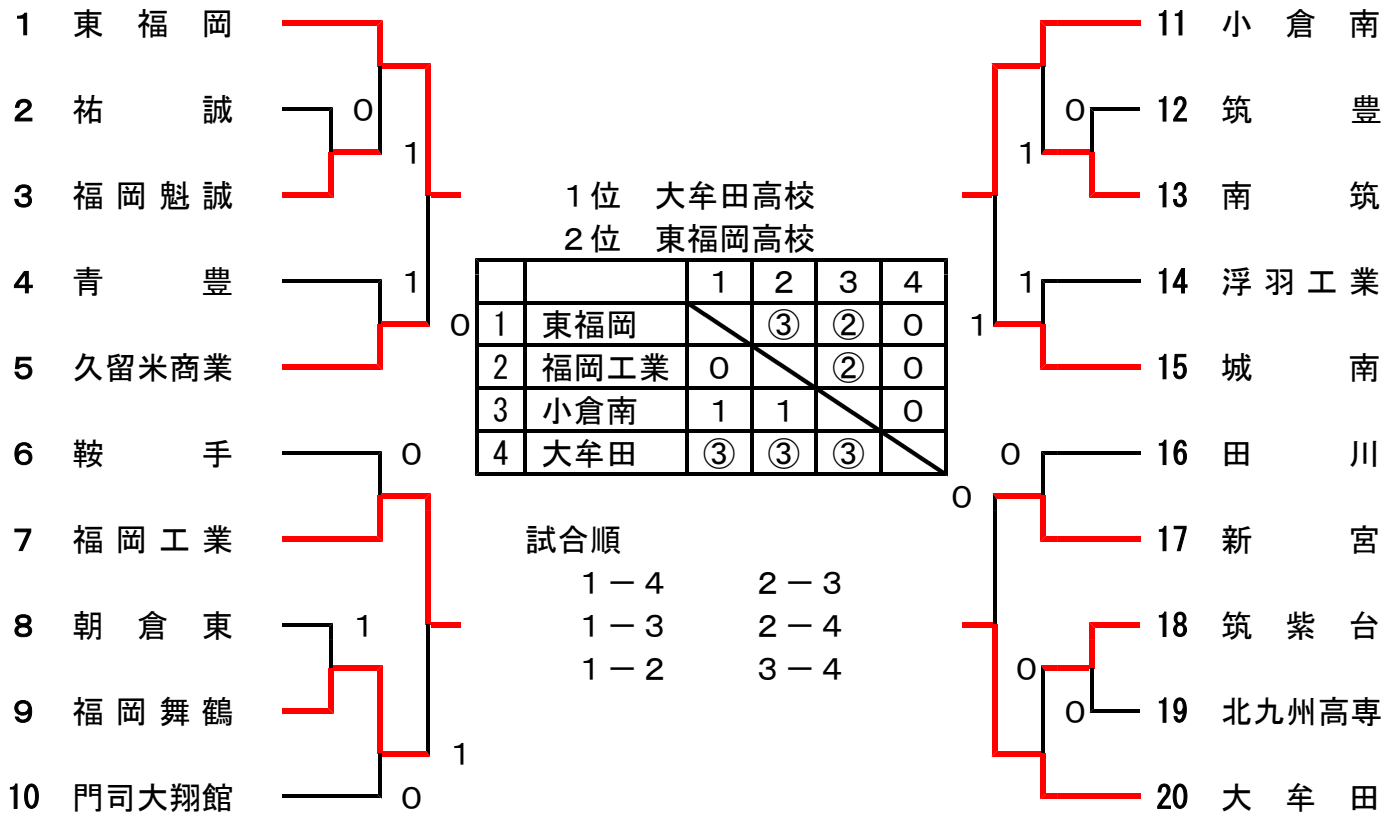 1 東福岡
2 祐誠
0
1
3 福岡魁誠
4 青豊
1
0
5 久留米商業
6 鞍手
0
7 福岡工業
8 朝倉東
1
9 福岡舞鶴
1
10 門司大翔館
0
1位 大牟田高校
2位 東福岡高校
1 2 3 4
1 東福岡 ③ ② 0
2 福岡工業 0 ② 0
3 小倉南 1 1 0
4 大牟田 ③ ③ ③
試合順
1－4 2－3
1－3 2－4
1－2 3－4
11 小倉南
0 12 筑豊
1
13 南筑
1 14 浮羽工業
1
15 城南
0 16 田川
0
17 新宮
18 筑紫台
0
0 19 北九州高専
20 大牟田